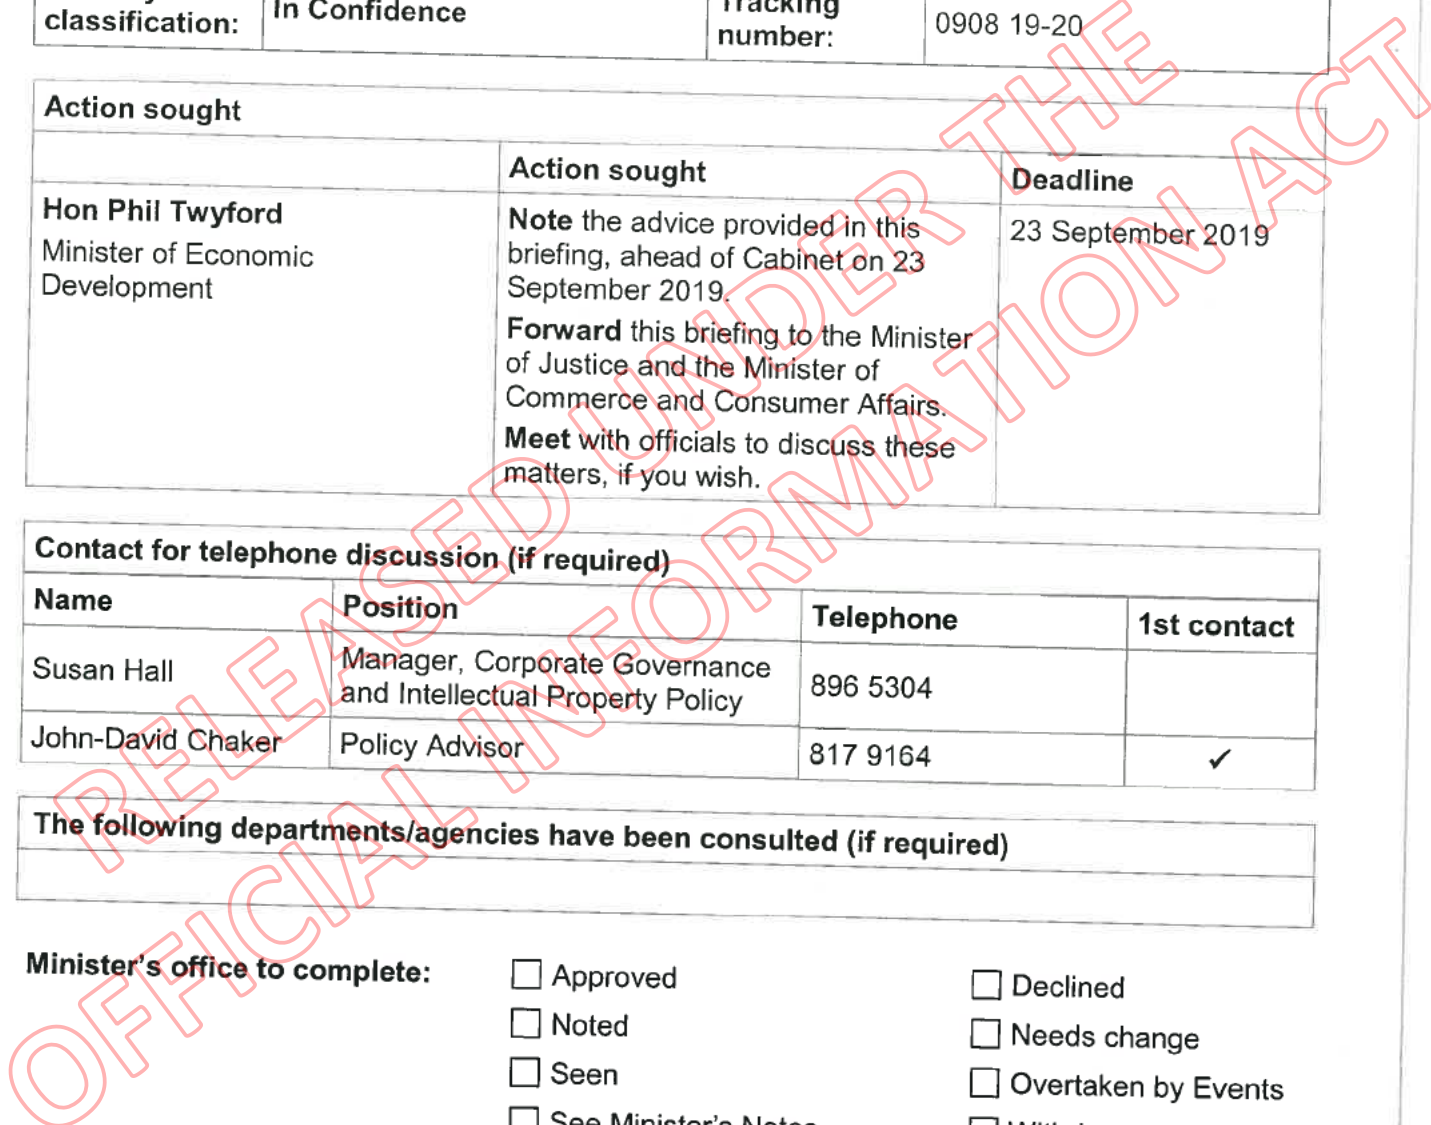 classification:
In Confidence
Tracking
number:
0908 19-20
Action sought
Action sought
Deadline
Hon Phil Twyford
Minister of Economic
Development
Note the advice provided in this
briefing, ahead of Cabinet on 23
September 2019.
Forward this briefing to the Minister
of Justice and the Minister of
Commerce and Consumer Affairs.
Meet with officials to discuss these
matters, if you wish.
23 September 2019
Contact for telephone discussion (if required)
Name
Position
Telephone
1st contact
Susan Hall
Manager, Corporate Governance
and Intellectual Property Policy
896 5304
John-David Chaker
Policy Advisor
817 9164
✓
The following departments/agencies have been consulted (if required)
Minister's office to complete:
Approved
Declined
Noted
Needs change
Seen
Overtaken by Events
See Minister's Notes
RELEASED UNDER THE
OFFICIAL INFORMATION ACT